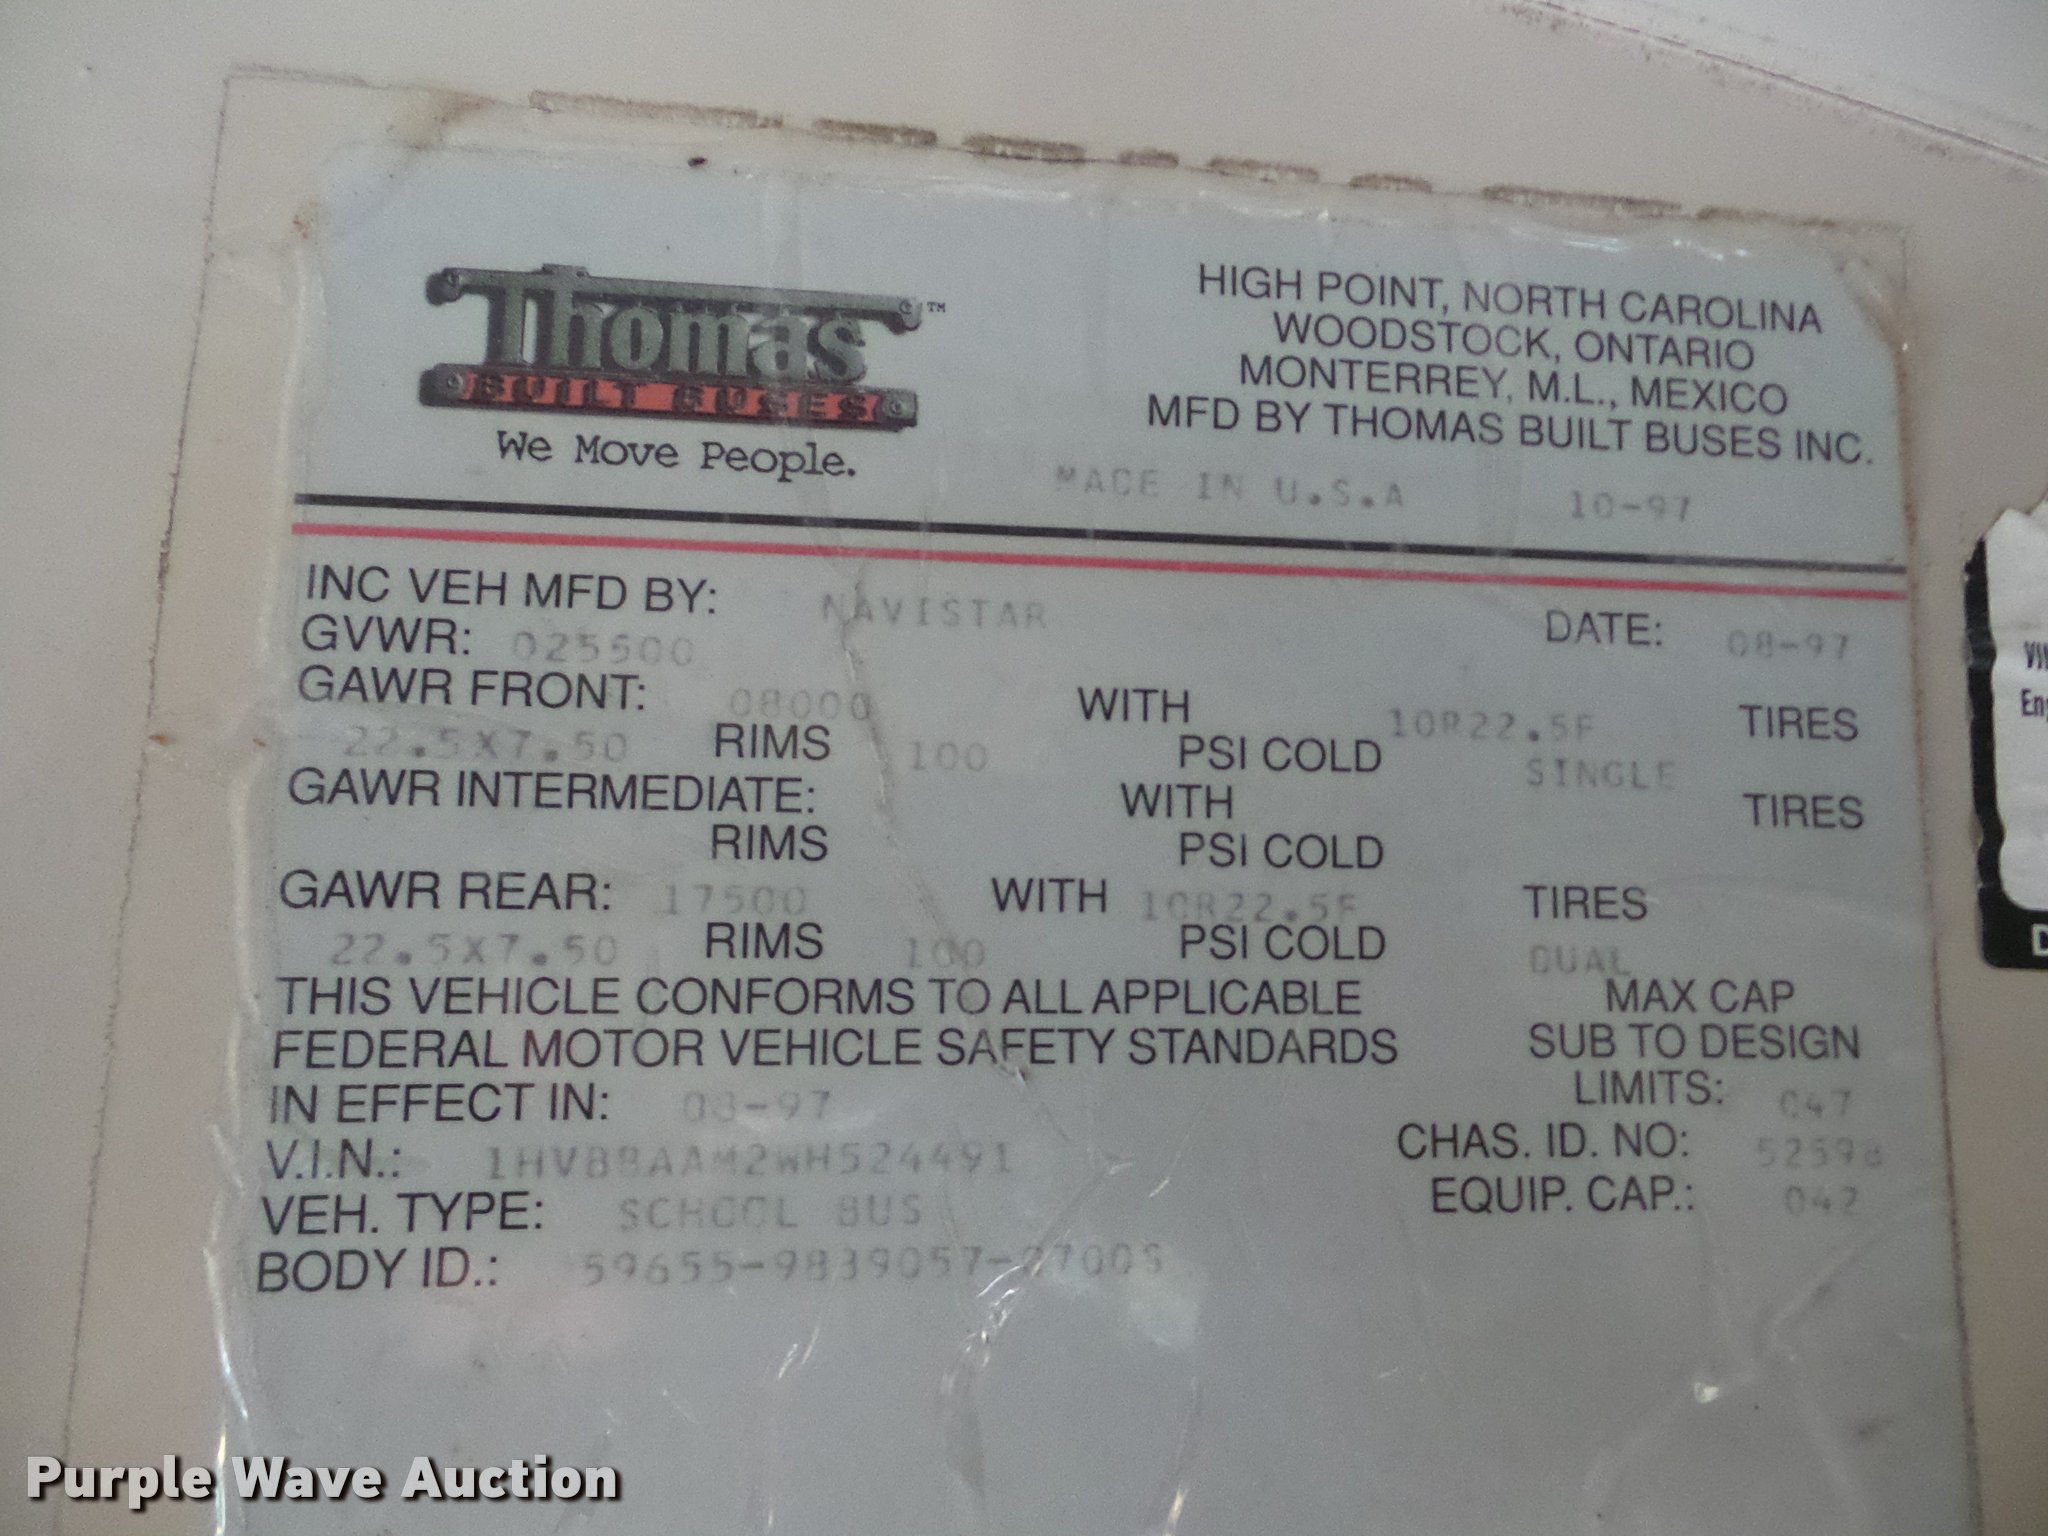 Thomas TM
BUILT BUSES
We Move People.
HIGH POINT, NORTH CAROLINA
WOODSTOCK, ONTARIO
MONTERREY, M.L., MEXICO
MFD BY THOMAS BUILT BUSES INC.
MADE IN U.S.A 10-97
INC VEH MFD BY: NAVISTAR DATE: 08-97
GVWR: 025500
GAWR FRONT: 08000 WITH 10R22.5F TIRES
22.5X7.50 RIMS 100 PSI COLD SINGLE
GAWR INTERMEDIATE: WITH TIRES
RIMS PSI COLD
GAWR REAR: 17500 WITH 10R22.5F TIRES
22.5X7.50 RIMS 100 PSI COLD DUAL
THIS VEHICLE CONFORMS TO ALL APPLICABLE MAX CAP
FEDERAL MOTOR VEHICLE SAFETY STANDARDS SUB TO DESIGN
IN EFFECT IN: 08-97 LIMITS: 047
V.I.N.: 1HVBBAAM2WH524491 CHAS. ID. NO: 52598
VEH. TYPE: SCHOOL BUS EQUIP. CAP.: 042
BODY ID.:
Purple Wave Auction